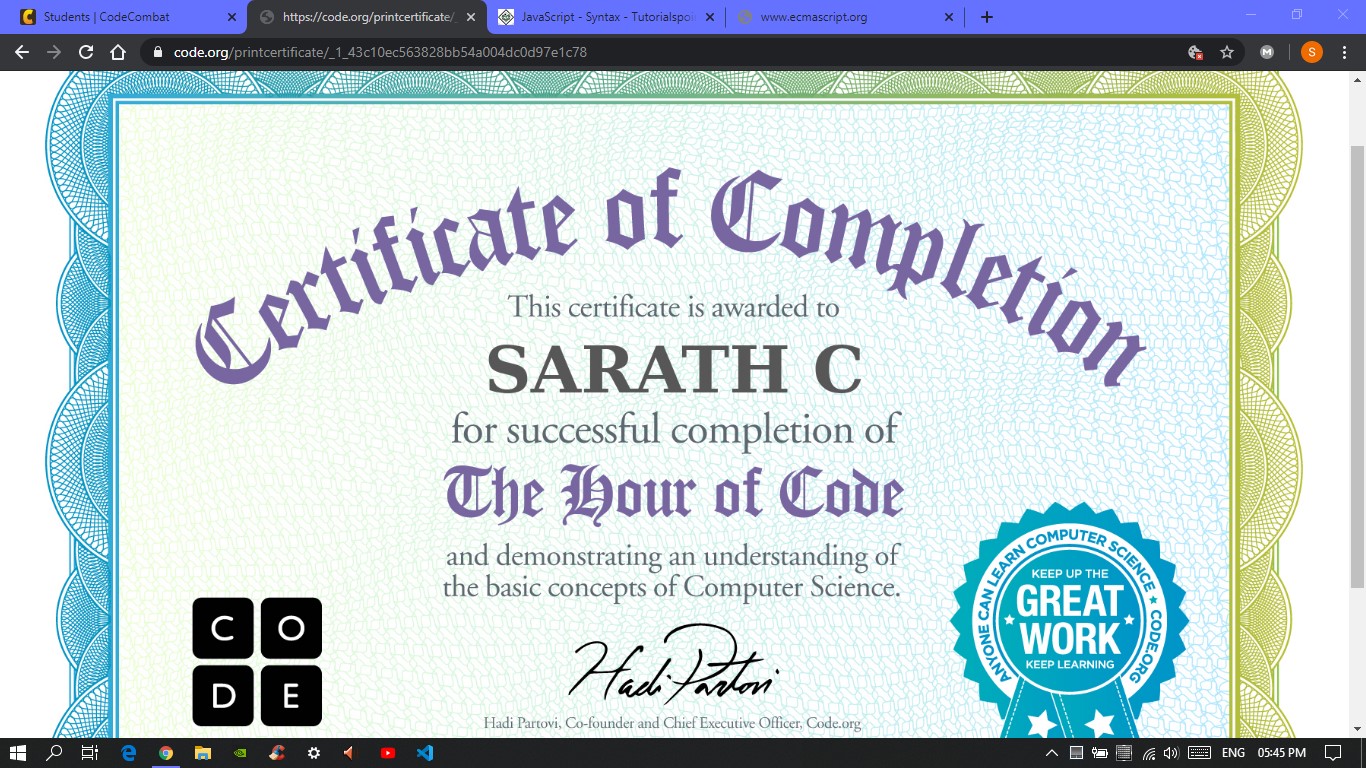 Students | CodeCombat
https://code.org/printcertificate/_
JavaScript - Syntax - Tutorialspoi
www.ecmascript.org
code.org/printcertificate/_1_43c10ec563828bb54a004dc0d97e1c78
M
S
Certificate of Completion
This certificate is awarded to
SARATH C
for successful completion of
The Hour of Code
and demonstrating an understanding of
the basic concepts of Computer Science.
C O
D E
Hadi Partovi
Hadi Partovi, Co-founder and Chief Executive Officer, Code.org
ANYONE CAN LEARN COMPUTER SCIENCE ★ CODE.ORG
KEEP UP THE
GREAT
WORK
KEEP LEARNING
ENG
05:45 PM